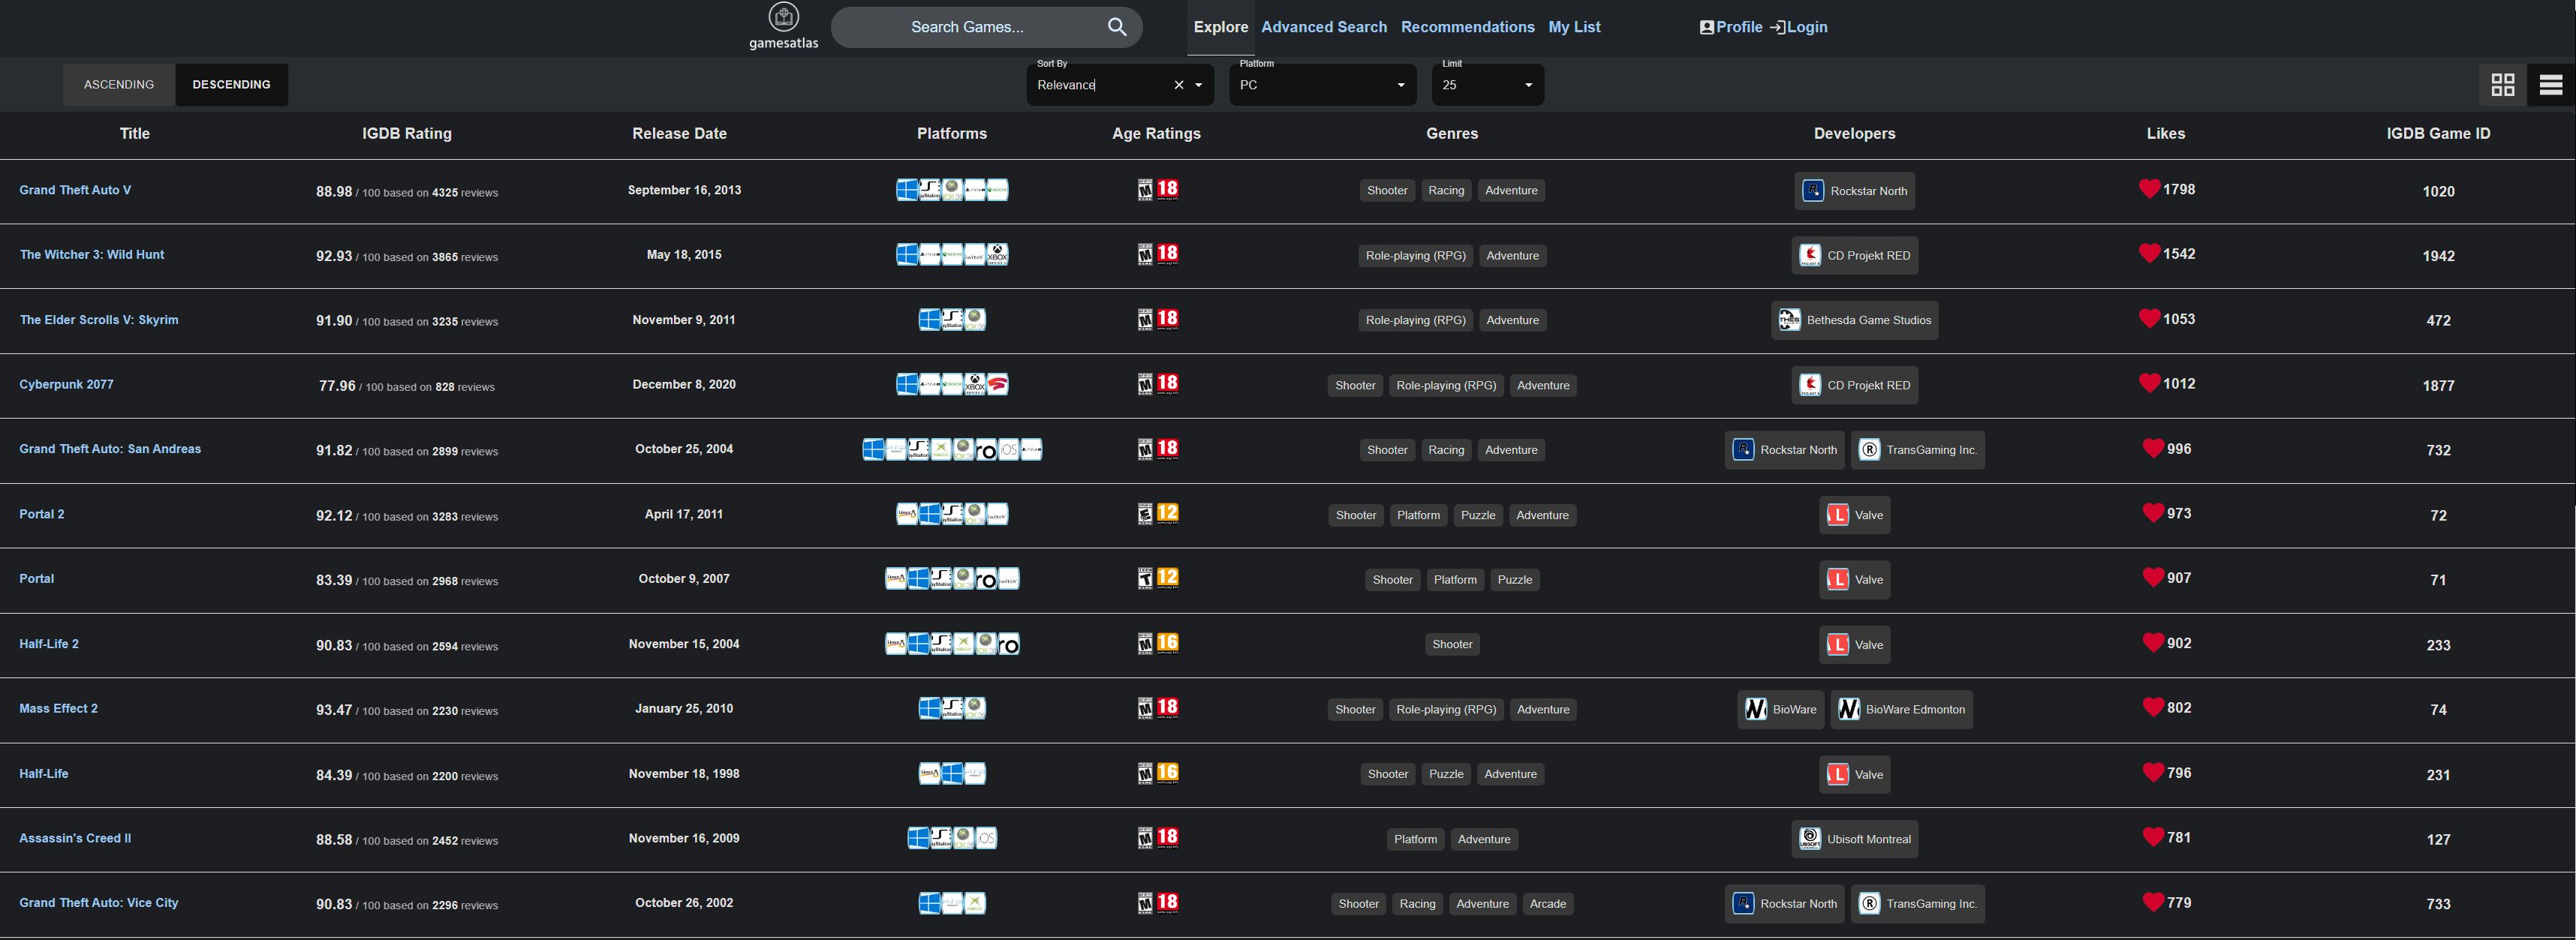 gamesatlas
Search Games...
Explore Advanced Search Recommendations My List
Profile Login
ASCENDING DESCENDING
Sort By Platform Limit
Relevance PC 25
Title IGDB Rating Release Date Platforms Age Ratings Genres Developers Likes IGDB Game ID
Grand Theft Auto V 88.98 / 100 based on 4325 reviews September 16, 2013 M 18 Shooter Racing Adventure Rockstar North 1798 1020
The Witcher 3: Wild Hunt 92.93 / 100 based on 3865 reviews May 18, 2015 XBOX M 18 Role-playing (RPG) Adventure CD Projekt RED 1542 1942
The Elder Scrolls V: Skyrim 91.90 / 100 based on 3235 reviews November 9, 2011 M 18 Role-playing (RPG) Adventure Bethesda Game Studios 1053 472
Cyberpunk 2077 77.96 / 100 based on 828 reviews December 8, 2020 XBOX M 18 Shooter Role-playing (RPG) Adventure CD Projekt RED 1012 1877
Grand Theft Auto: San Andreas 91.82 / 100 based on 2899 reviews October 25, 2004 ro iOS M 18 Shooter Racing Adventure Rockstar North TransGaming Inc. 996 732
Portal 2 92.12 / 100 based on 3283 reviews April 17, 2011 E 12 Shooter Platform Puzzle Adventure Valve 973 72
Portal 83.39 / 100 based on 2968 reviews October 9, 2007 ro T 12 Shooter Platform Puzzle Valve 907 71
Half-Life 2 90.83 / 100 based on 2594 reviews November 15, 2004 ro M 16 Shooter Valve 902 233
Mass Effect 2 93.47 / 100 based on 2230 reviews January 25, 2010 M 18 Shooter Role-playing (RPG) Adventure BioWare BioWare Edmonton 802 74
Half-Life 84.39 / 100 based on 2200 reviews November 18, 1998 M 16 Shooter Puzzle Adventure Valve 796 231
Assassin's Creed II 88.58 / 100 based on 2452 reviews November 16, 2009 iOS M 18 Platform Adventure Ubisoft Montreal 781 127
Grand Theft Auto: Vice City 90.83 / 100 based on 2296 reviews October 26, 2002 M 18 Shooter Racing Adventure Arcade Rockstar North TransGaming Inc. 779 733